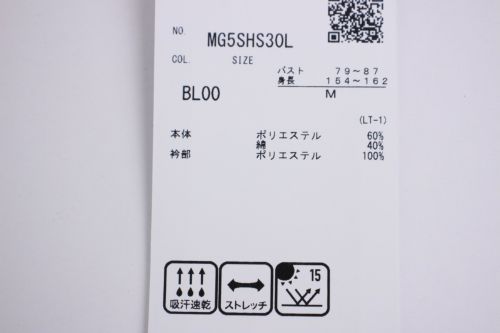 NO. MG5SHS30L
COL. SIZE
バスト 79～87
身長 154～162
BL00 M
(LT-1)
本体 ポリエステル 60%
綿 40%
衿部 ポリエステル 100%
15
吸汗速乾 ストレッチ